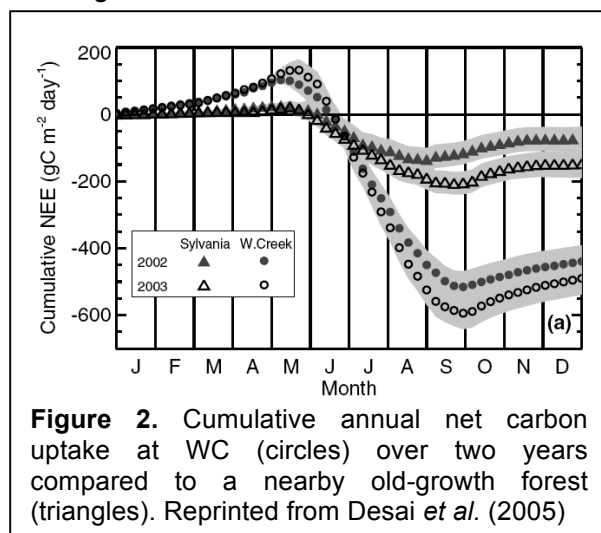 200
0
-200
-400
-600
Cumulative NEE (gC m⁻² day⁻¹)
Sylvania W.Creek
2002
2003
(a)
J F M A M J J A S O N D
Month
Figure 2. Cumulative annual net carbon
uptake at WC (circles) over two years
compared to a nearby old-growth forest
(triangles). Reprinted from Desai et al. (2005)